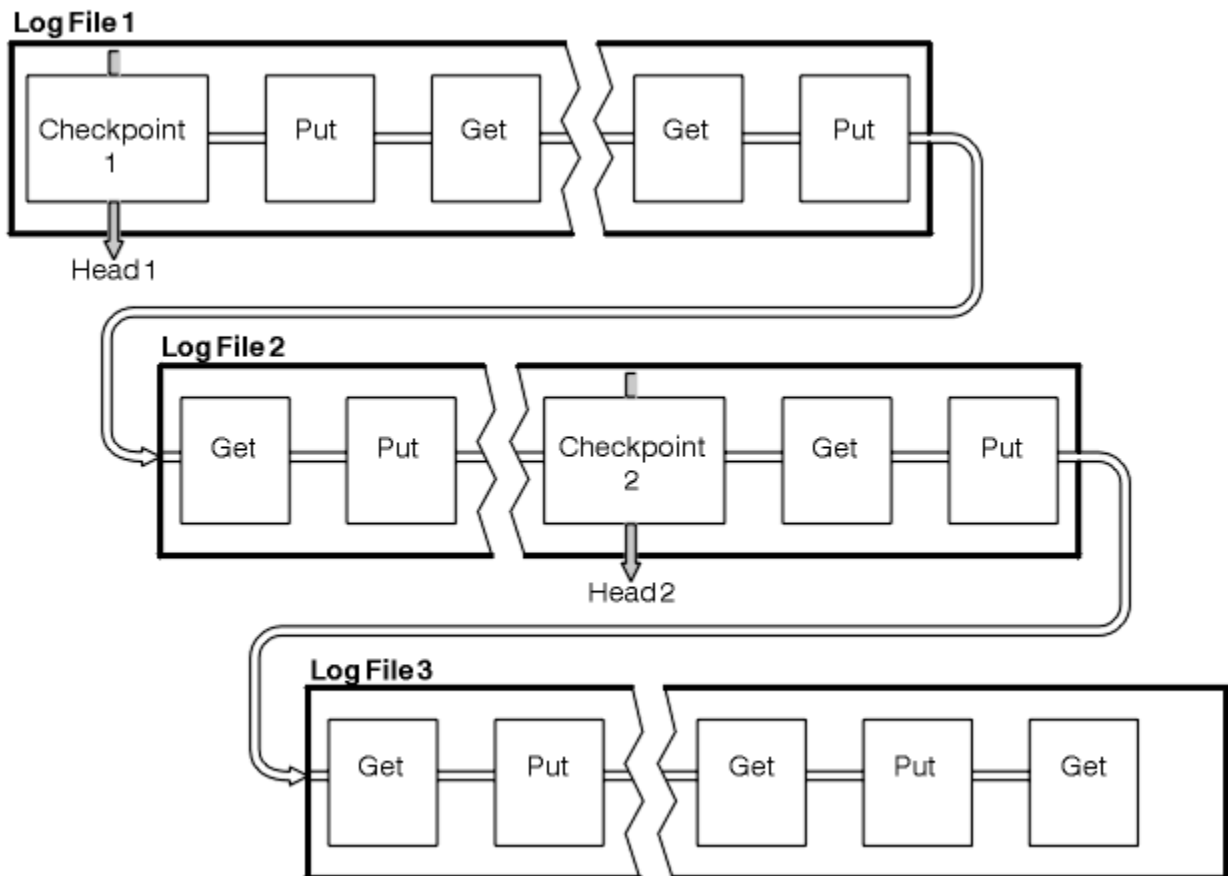 Log File 1
Checkpoint
1
Put
Get
Get
Put
Head 1
Log File 2
Get
Put
Checkpoint
2
Get
Put
Head 2
Log File 3
Get
Put
Get
Put
Get